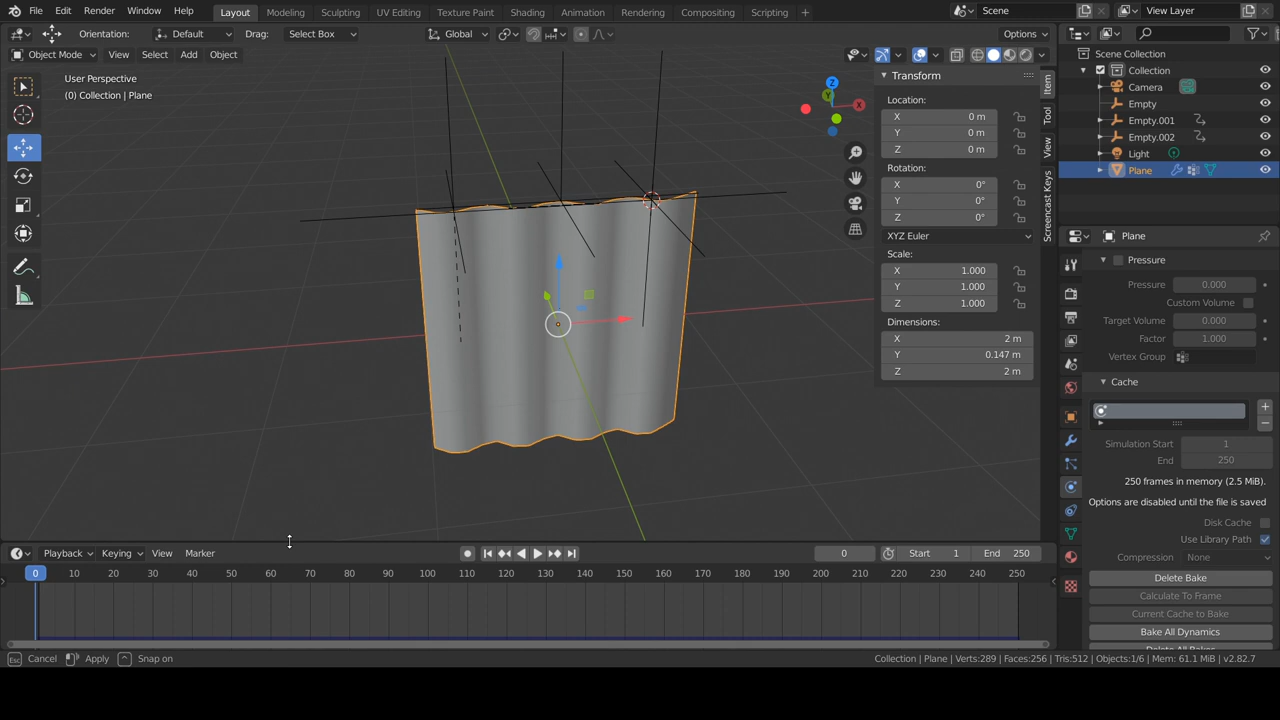 File Edit Render Window Help Layout Modeling Sculpting UV Editing Texture Paint Shading Animation Rendering Compositing Scripting + Scene View Layer
Orientation: Default Drag: Select Box Global Options
Object Mode View Select Add Object
User Perspective
(0) Collection | Plane
Z
Y
X
Transform
Location:
X 0 m
Y 0 m
Z 0 m
Rotation:
X 0°
Y 0°
Z 0°
XYZ Euler
Scale:
X 1.000
Y 1.000
Z 1.000
Dimensions:
X 2 m
Y 0.147 m
Z 2 m
Item
Tool
View
Screencast Keys
Scene Collection
Collection
Camera
Empty
Empty.001
Empty.002
Light
Plane
Plane
Pressure
Pressure 0.000
Custom Volume
Target Volume 0.000
Factor 1.000
Vertex Group
Cache
Simulation Start 1
End 250
250 frames in memory (2.5 MiB).
Options are disabled until the file is saved
Disk Cache
Use Library Path
Compression None
Delete Bake
Calculate To Frame
Current Cache to Bake
Bake All Dynamics
Playback Keying View Marker 0 Start 1 End 250
0 10 20 30 40 50 60 70 80 90 100 110 120 130 140 150 160 170 180 190 200 210 220 230 240 250
Esc Cancel Apply Snap on Collection | Plane | Verts:289 | Faces:256 | Tris:512 | Objects:1/6 | Mem: 61.1 MiB | v2.82.7